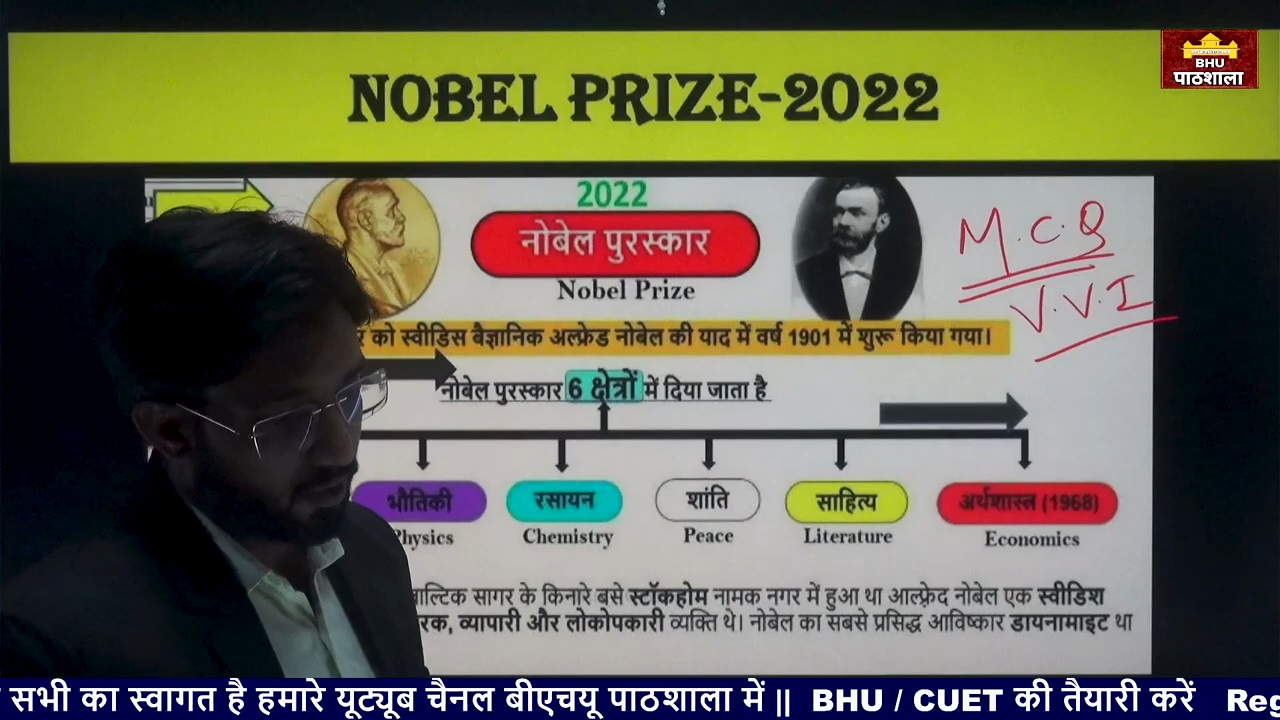 NOBEL PRIZE-2022
BHU
पाठशाला
2022
नोबेल पुरस्कार
Nobel Prize
M.C.Q
V.V.I
को स्वीडिस बैज्ञानिक अल्फ्रेड नोबेल की याद में वर्ष 1901 में शुरू किया गया।
नोबेल पुरस्कार 6 क्षेत्रों में दिया जाता है
भौतिकी रसायन शांति साहित्य अर्थशास्त्र (1968)
Physics Chemistry Peace Literature Economics
के किनारे बसे स्टॉकहोम नामक नगर में हुआ था आल्फ्रेद नोबेल एक स्वीडिश
व्यापारी और लोकोपकारी व्यक्ति थे। नोबेल का सबसे प्रसिद्ध आविष्कार डायनामाइट था
सभी का स्वागत है हमारे यूट्यूब चैनल बीएचयू पाठशाला में || BHU / CUET की तैयारी करें Reg